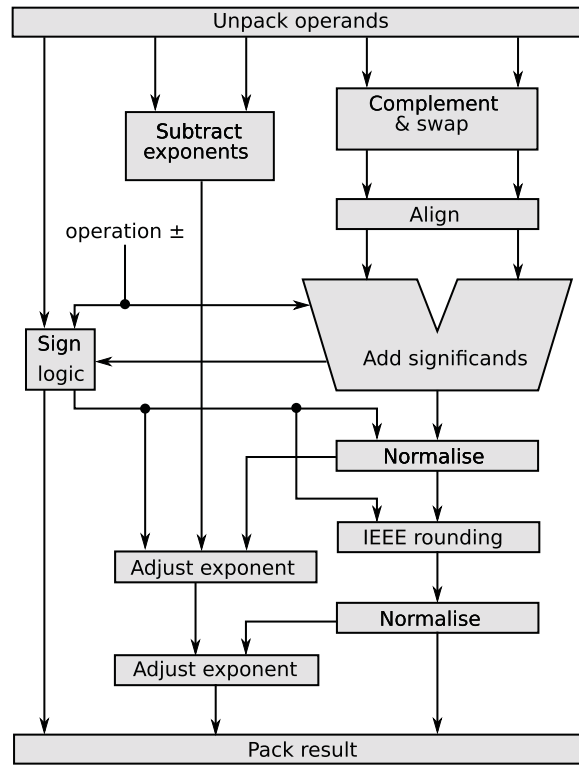 Unpack operands
Complement
& swap
Subtract
exponents
Align
operation ±
Sign
logic
Add significands
Normalise
IEEE rounding
Adjust exponent
Normalise
Adjust exponent
Pack result